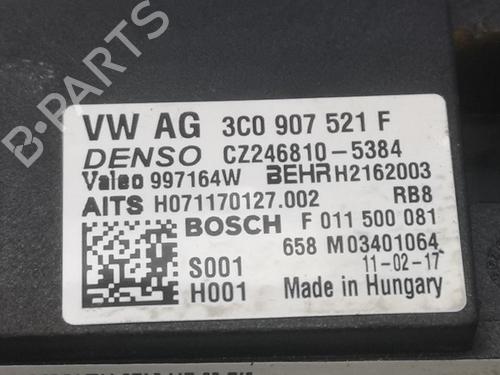 B-PARTS
VW AG 3C0 907 521 F
DENSO CZ246810-5384
Valeo 997164W BEHR H2162003
AITS H071170127.002 RB8
BOSCH F 011 500 081
658 M03401064
S001 11-02-17
H001 Made in Hungary